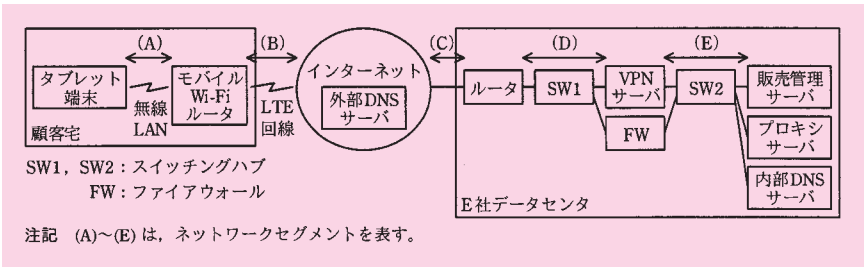 (A)
(B)
(C)
(D)
(E)
タブレット
端末
無線
LAN
モバイル
Wi-Fi
ルータ
顧客宅
LTE
回線
インターネット
外部DNS
サーバ
ルータ
SW1
VPN
サーバ
FW
SW2
販売管理
サーバ
プロキシ
サーバ
内部DNS
サーバ
E社データセンタ
SW1，SW2：スイッチングハブ
FW：ファイアウォール
注記　(A)～(E)は，ネットワークセグメントを表す。